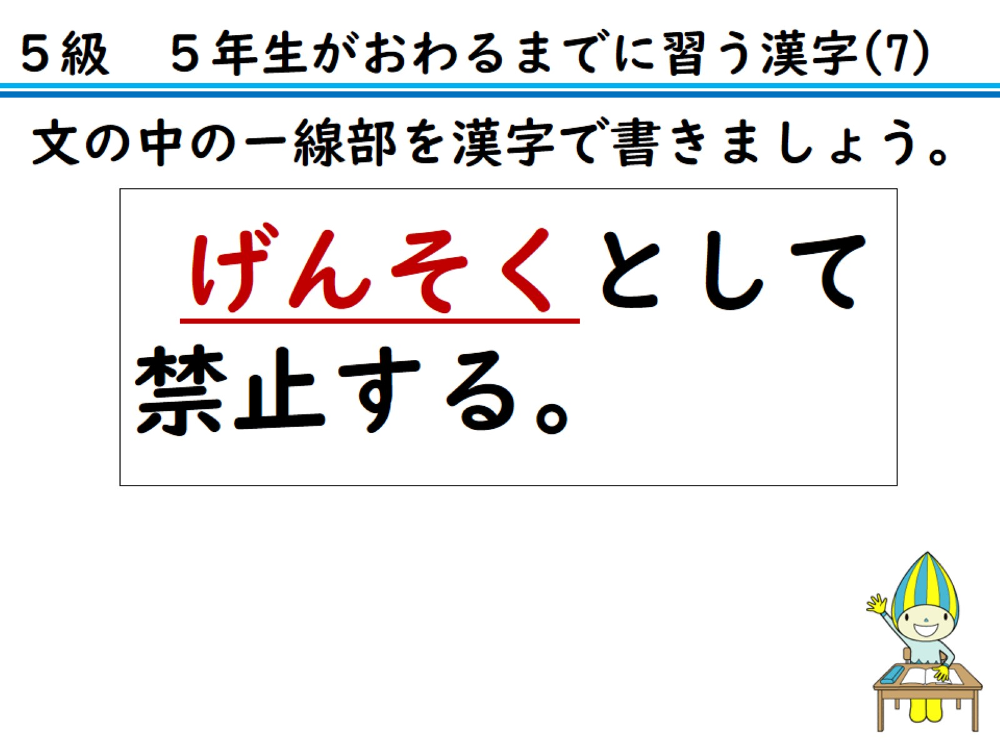 ５級　５年生がおわるまでに習う漢字(7)
文の中の―線部を漢字で書きましょう。
げんそくとして
禁止する。